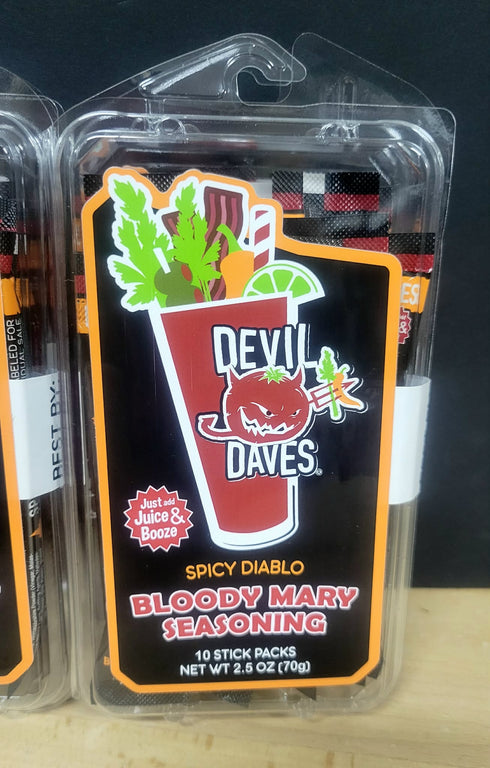 DEVIL
DAVES®
Just add
Juice &
Booze
SPICY DIABLO
BLOODY MARY
SEASONING
10 STICK PACKS
NET WT 2.5 OZ (70g)
BEST BY:
ES